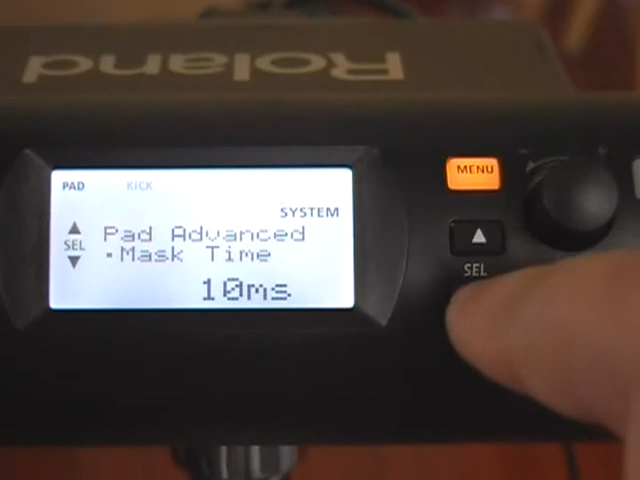 Roland
PAD KICK
SYSTEM
SEL
Pad Advanced
Mask Time
10ms
MENU
SEL